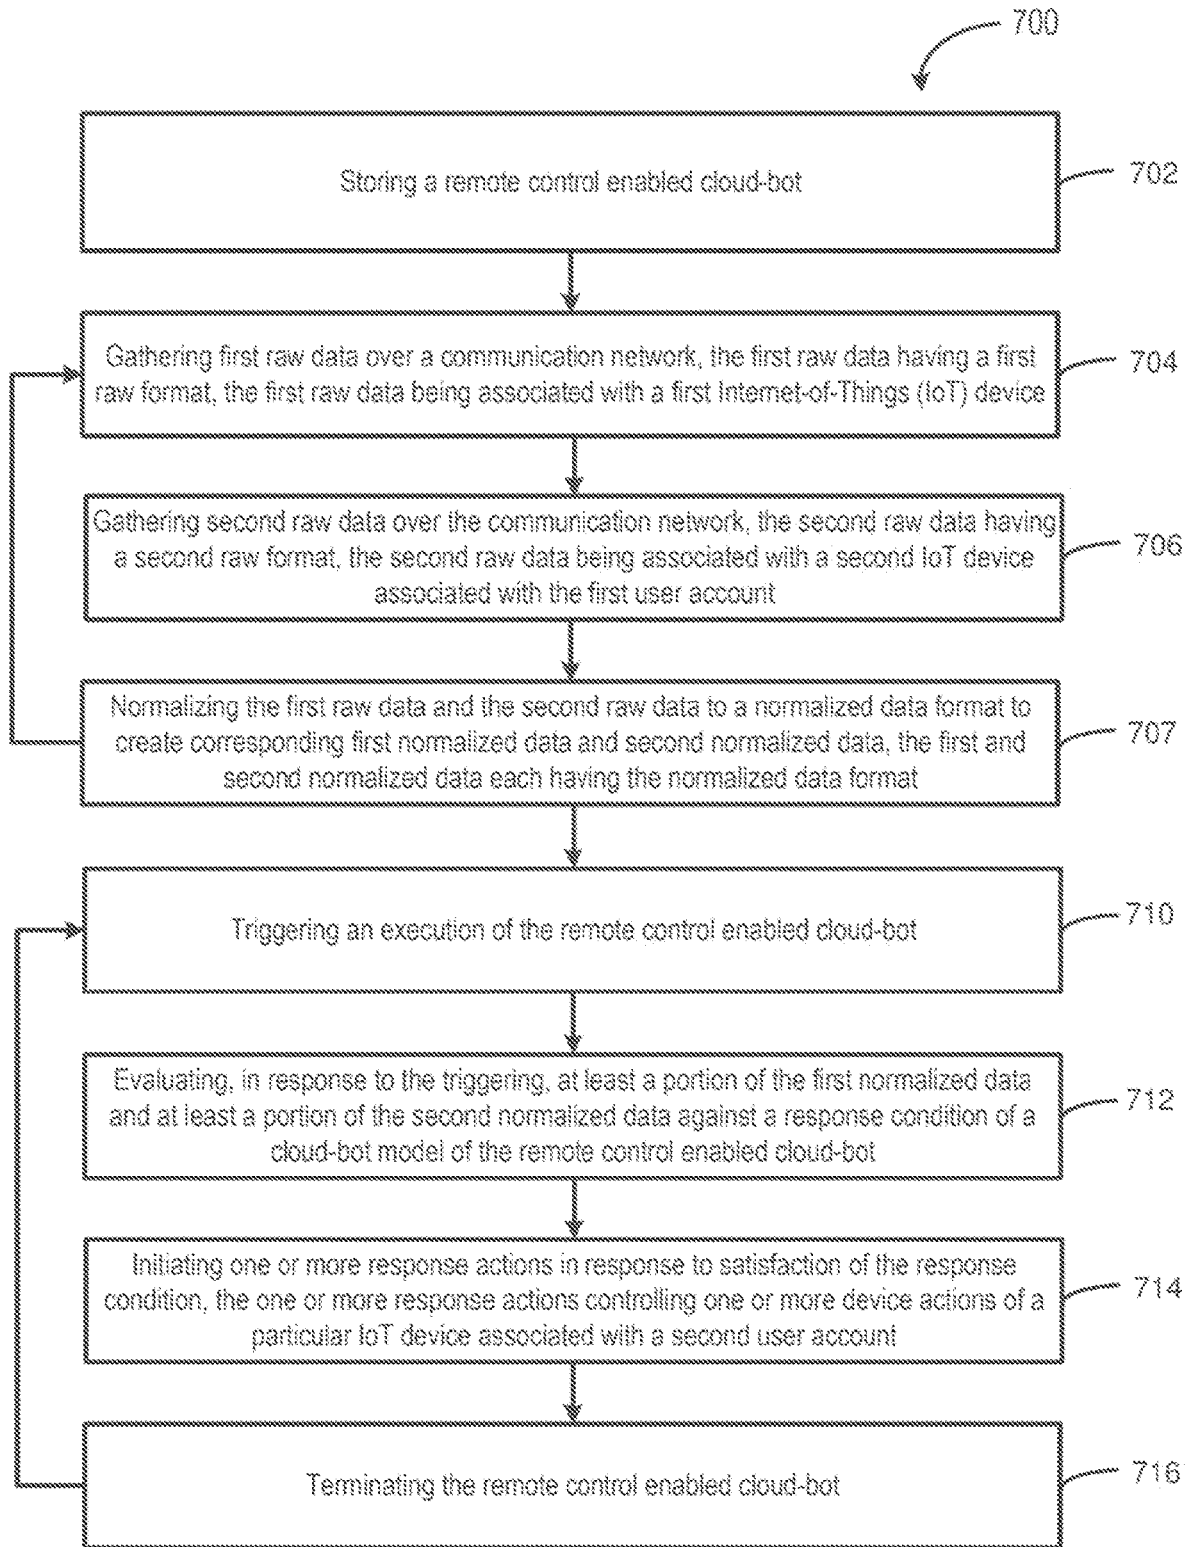 700
Storing a remote control enabled cloud-bot
702
Gathering first raw data over a communication network, the first raw data having a first
raw format, the first raw data being associated with a first Internet-of-Things (IoT) device
704
Gathering second raw data over the communication network, the second raw data having
a second raw format, the second raw data being associated with a second IoT device
associated with the first user account
706
Normalizing the first raw data and the second raw data to a normalized data format to
create corresponding first normalized data and second normalized data, the first and
second normalized data each having the normalized data format
707
Triggering an execution of the remote control enabled cloud-bot
710
Evaluating, in response to the triggering, at least a portion of the first normalized data
and at least a portion of the second normalized data against a response condition of a
cloud-bot model of the remote control enabled cloud-bot
712
Initiating one or more response actions in response to satisfaction of the response
condition, the one or more response actions controlling one or more device actions of a
particular IoT device associated with a second user account
714
Terminating the remote control enabled cloud-bot
716